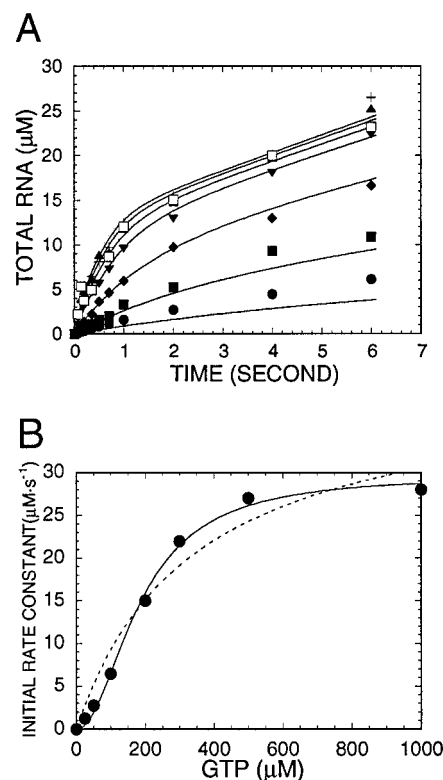 A
TOTAL RNA (μM)
30
25
20
15
10
5
0
0 1 2 3 4 5 6 7
TIME (SECOND)
B
INITIAL RATE CONSTANT(μM·s⁻¹)
30
25
20
15
10
5
0
0 200 400 600 800 1000
GTP (μM)